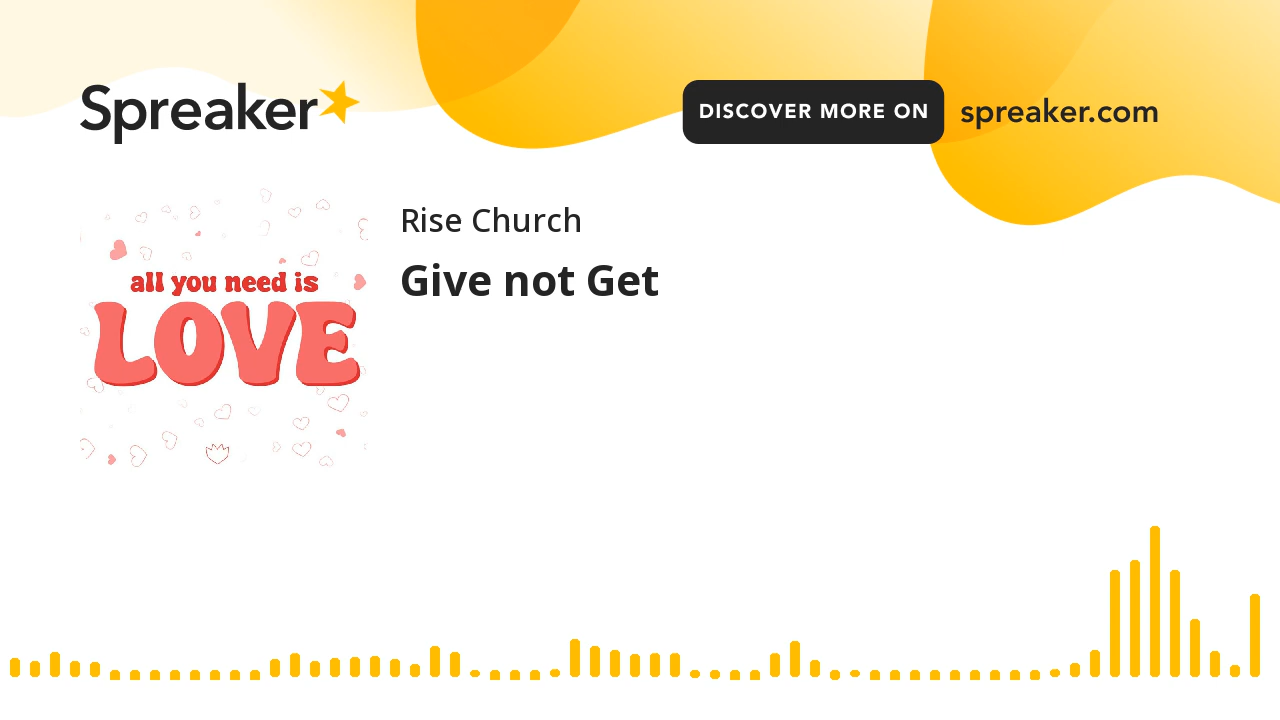 Spreaker
DISCOVER MORE ON spreaker.com
Rise Church
Give not Get
all you need is
LOVE